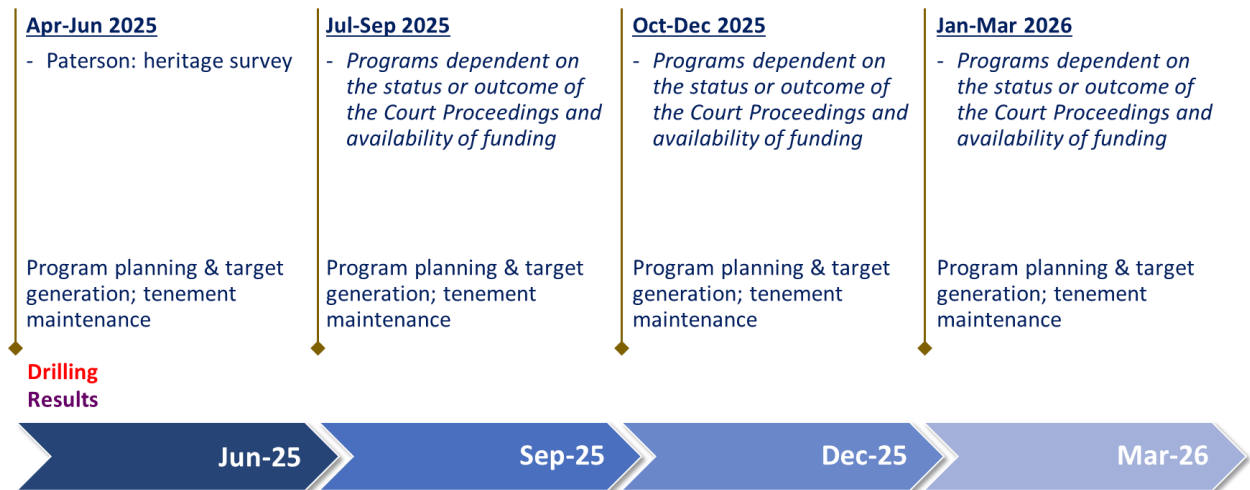 Apr-Jun 2025
- Paterson: heritage survey
Program planning & target
generation; tenement
maintenance
Jul-Sep 2025
- Programs dependent on
the status or outcome of
the Court Proceedings and
availability of funding
Program planning & target
generation; tenement
maintenance
Oct-Dec 2025
- Programs dependent on
the status or outcome of
the Court Proceedings and
availability of funding
Program planning & target
generation; tenement
maintenance
Jan-Mar 2026
- Programs dependent on
the status or outcome of
the Court Proceedings and
availability of funding
Program planning & target
generation; tenement
maintenance
Drilling
Results
Jun-25
Sep-25
Dec-25
Mar-26